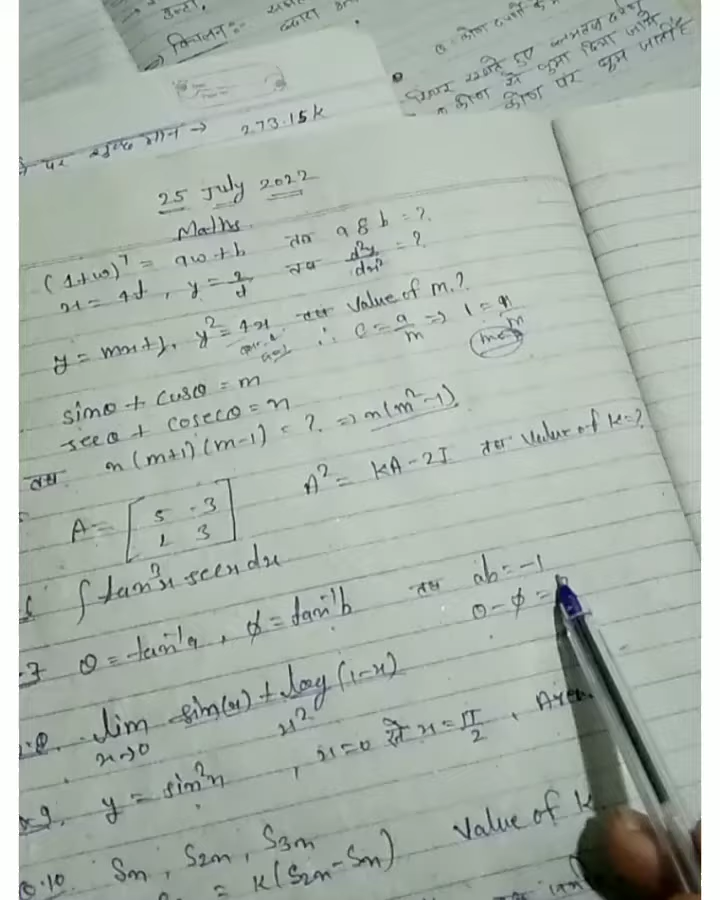 विचलन:-
द्वारा
273.15K
मान →
25 July 2022
Maths
(1+ω)⁷ = aω+b तब a & b = ?
x = 4t, y = 2/t तब d²y/dx² = ?
y = mx+1, y² = 4x तब value of m.?
∴ c = a/m ⇒ 1 = a/m
sinθ + cosθ = m
secθ + cosecθ = n
तब n(m+1)(m-1) = ? ⇒ n(m²-1)
A = [5 -3
3] A² = KA - 2I तब value of k=?
∫tan³x secx dx
θ = tan⁻¹a, φ = tan⁻¹b तब ab = -1
θ - φ =
lim x→0 sin(x) + log(1-x)
x²
y = sin²x, x=0 से x = π/2,
Q.10. Sn, S2n, S3n value of k
= K(S2n - Sn)